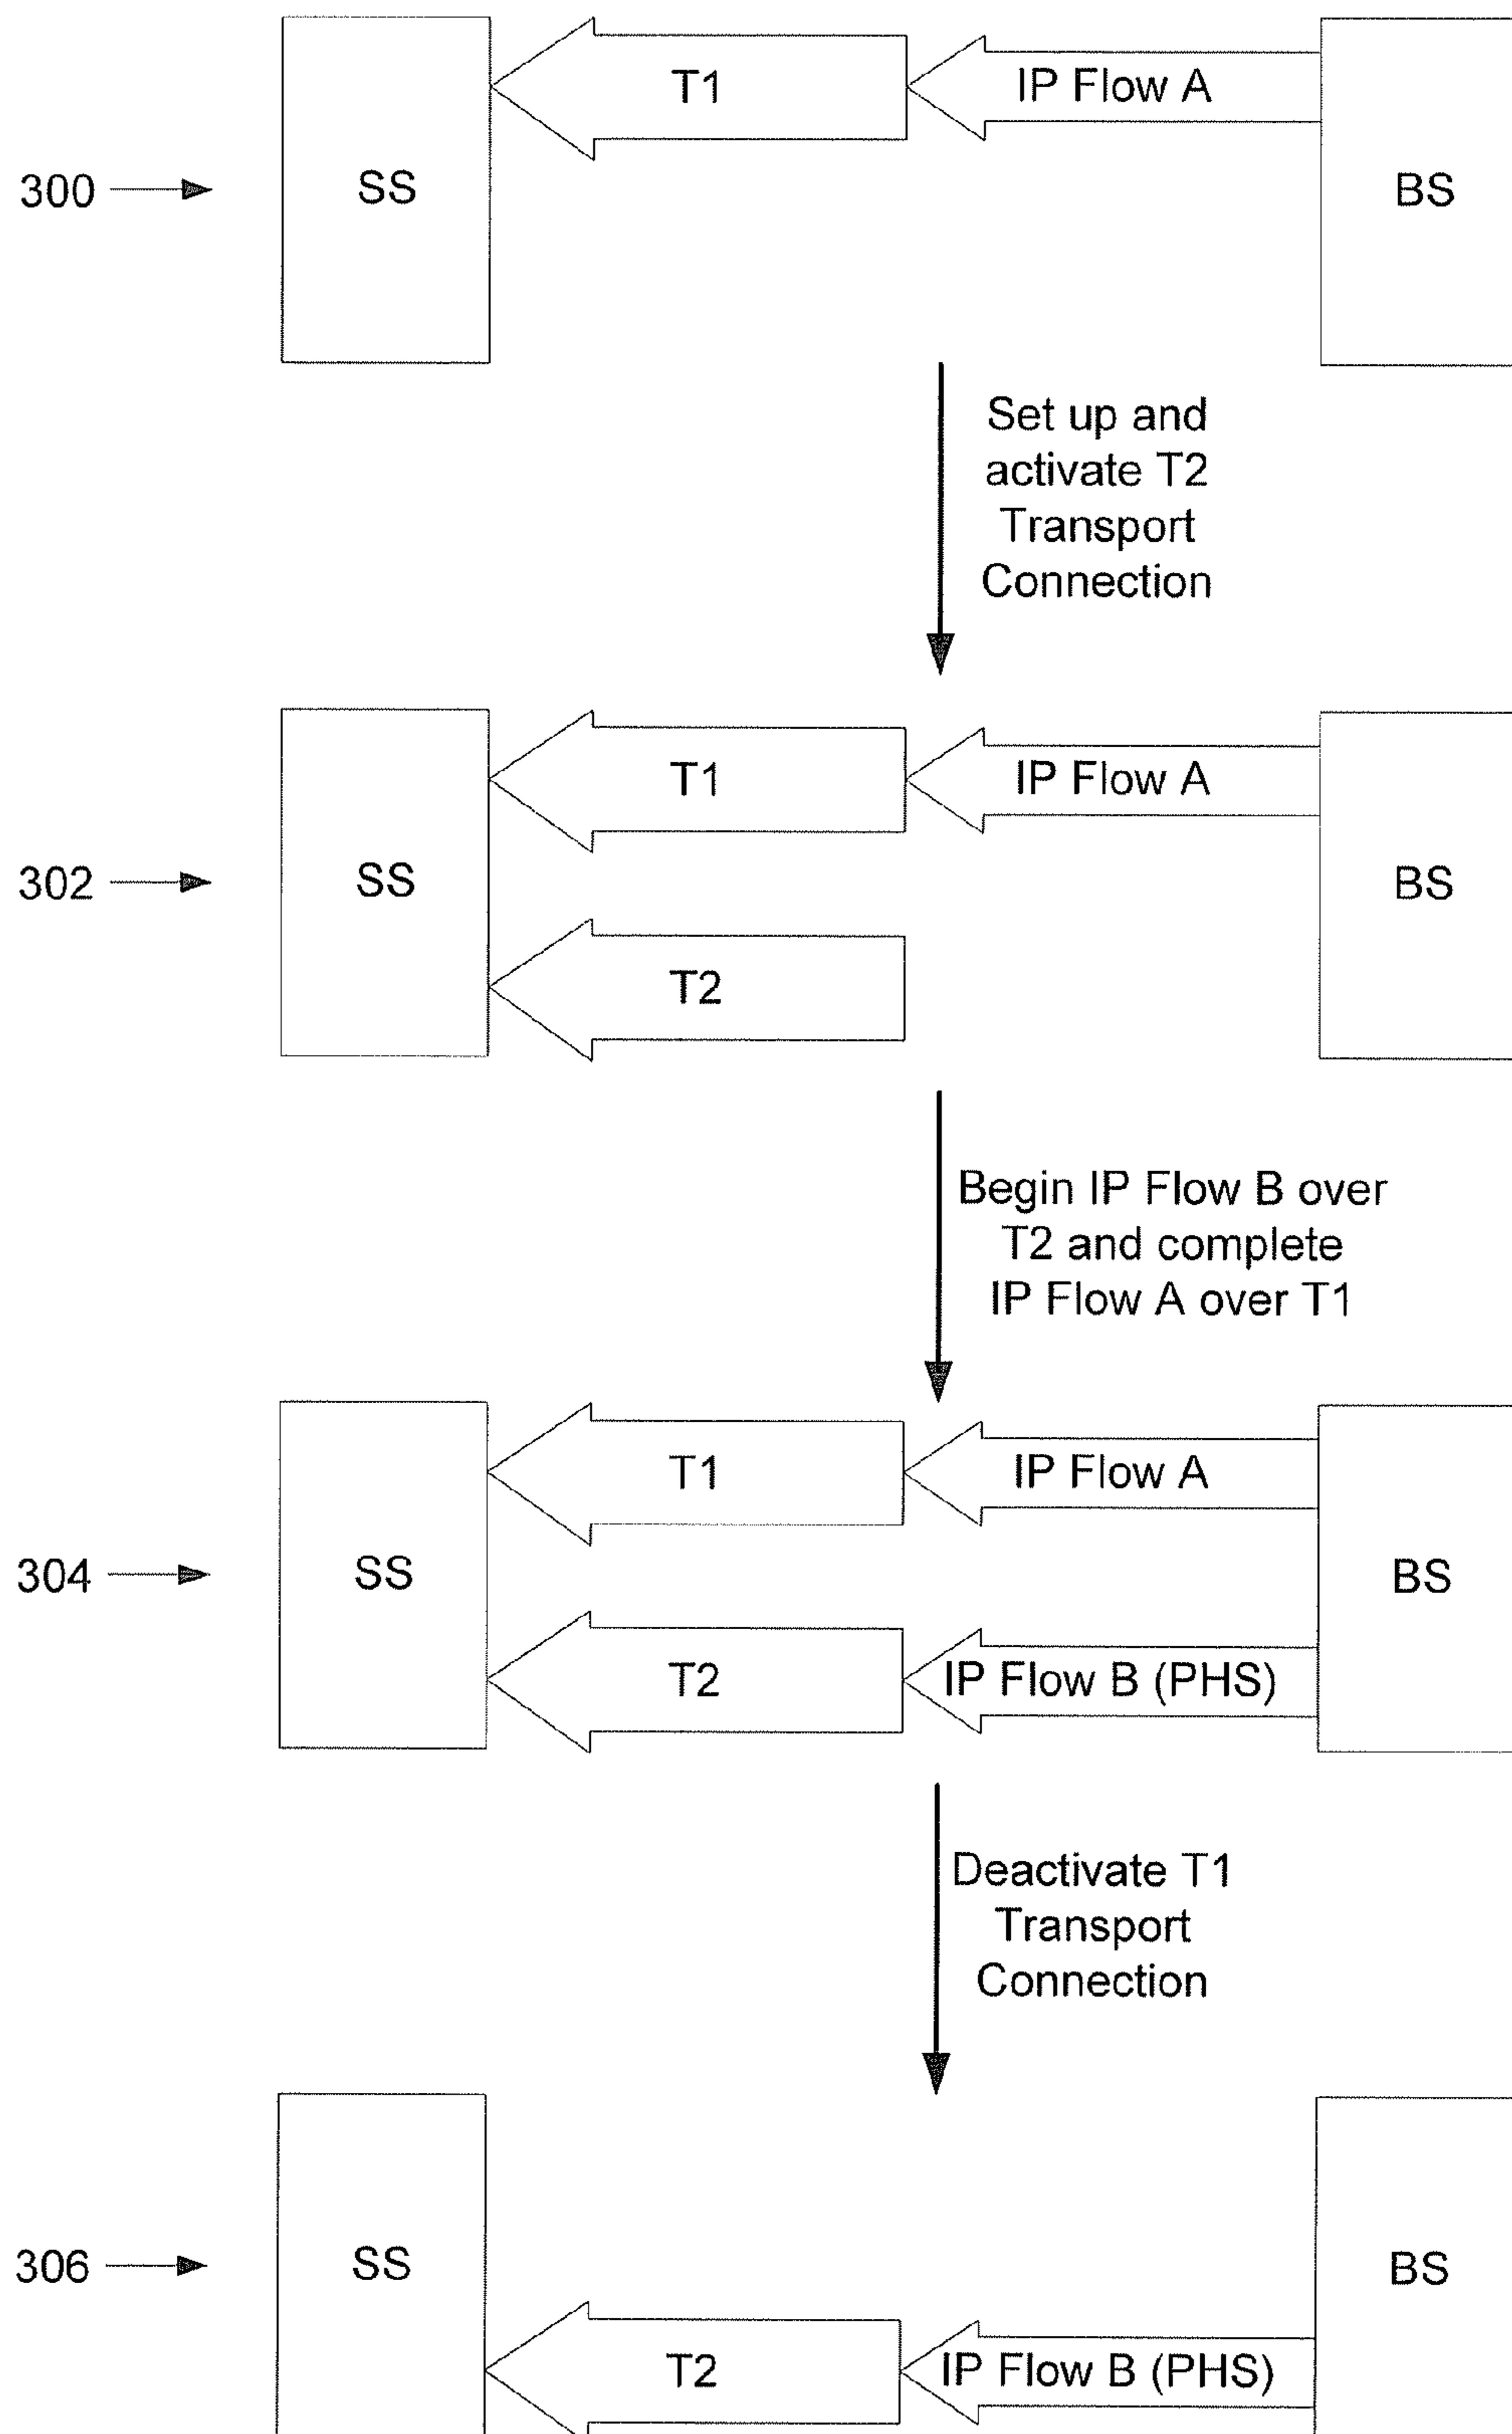 T1
IP Flow A
300
SS
BS
Set up and
activate T2
Transport
Connection
T1
IP Flow A
302
SS
BS
T2
Begin IP Flow B over
T2 and complete
IP Flow A over T1
T1
IP Flow A
304
SS
BS
T2
IP Flow B (PHS)
Deactivate T1
Transport
Connection
306
SS
BS
T2
IP Flow B (PHS)